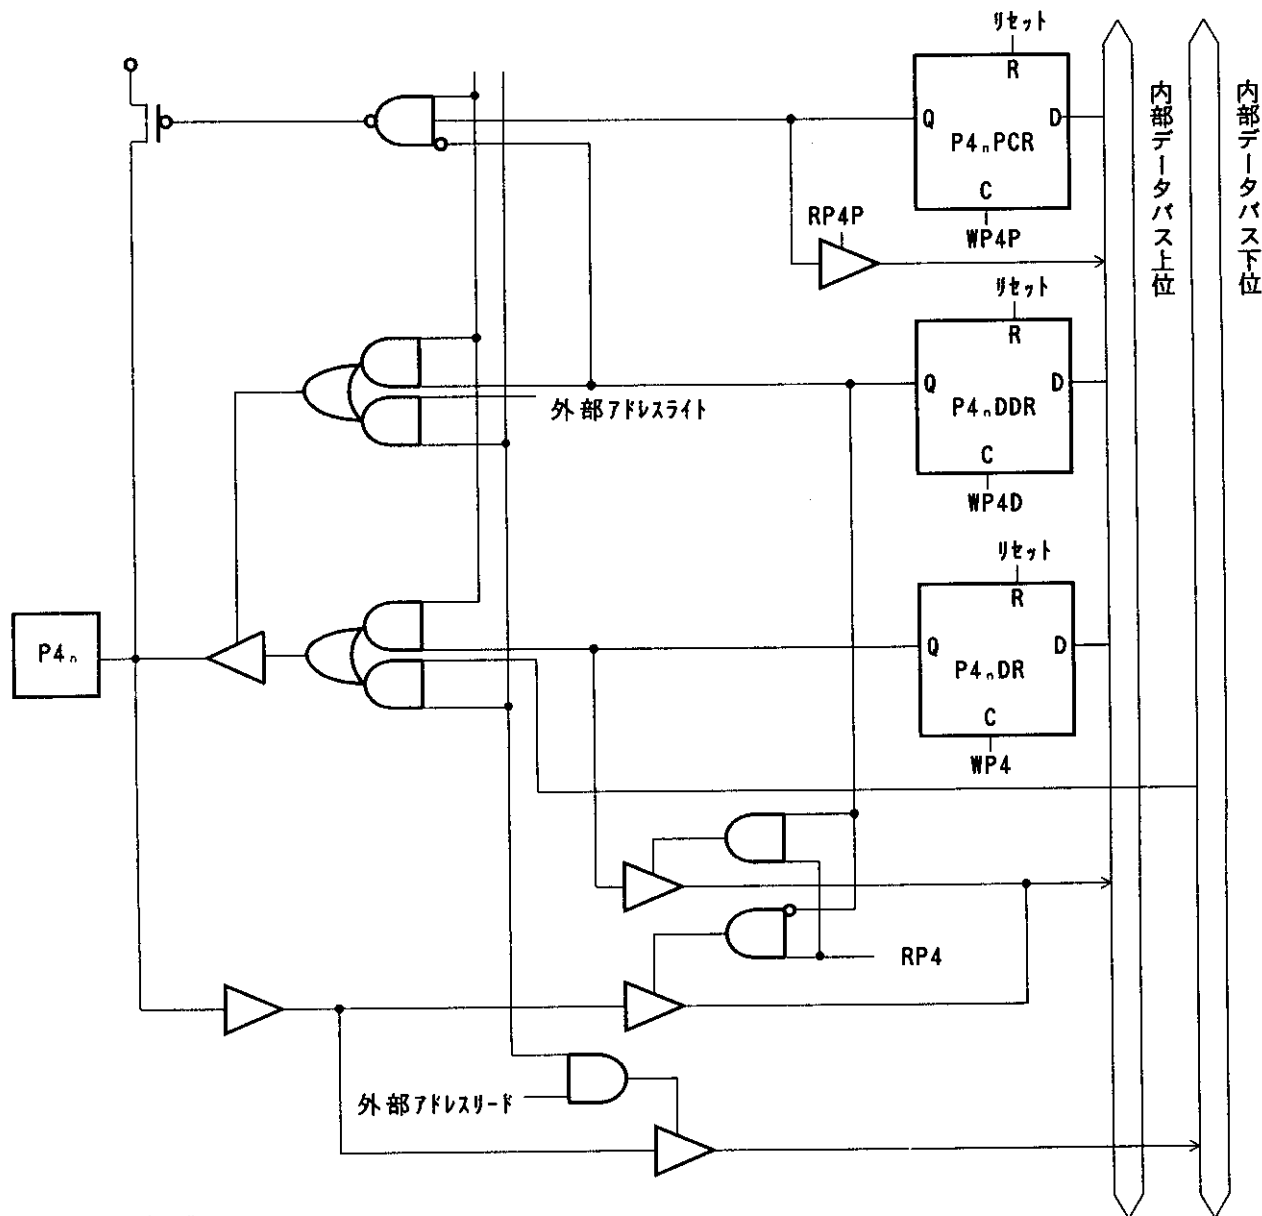 リセット
R
Q
D
P4nPCR
C
WP4P
RP4P
内部データバス上位
内部データバス下位
リセット
R
Q
D
P4nDDR
C
WP4D
外部アドレスライト
リセット
R
Q
D
P4nDR
C
WP4
P4n
RP4
外部アドレスリード